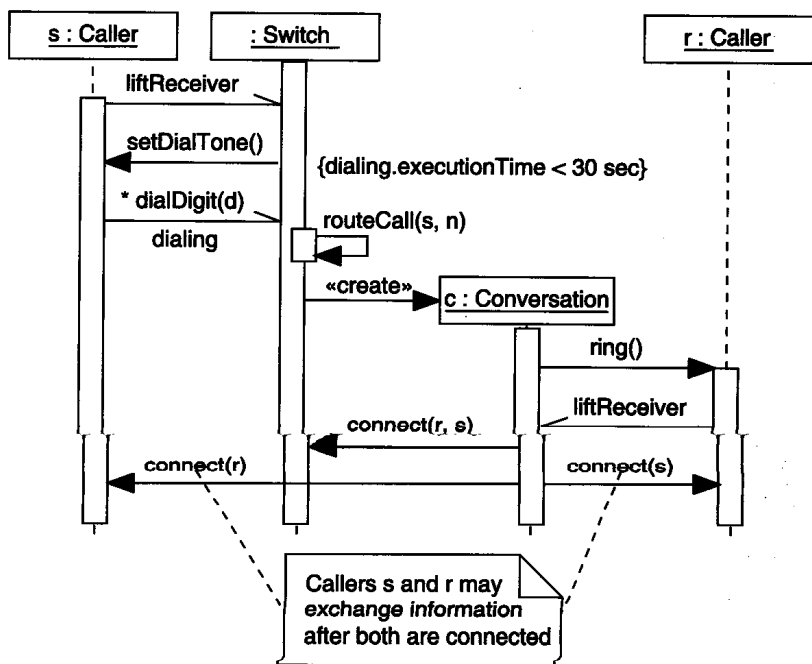 s : Caller
: Switch
r : Caller
liftReceiver
setDialTone()
{dialing.executionTime < 30 sec}
* dialDigit(d)
dialing
routeCall(s, n)
«create»
c : Conversation
ring()
liftReceiver
connect(r, s)
connect(r)
connect(s)
Callers s and r may
exchange information
after both are connected